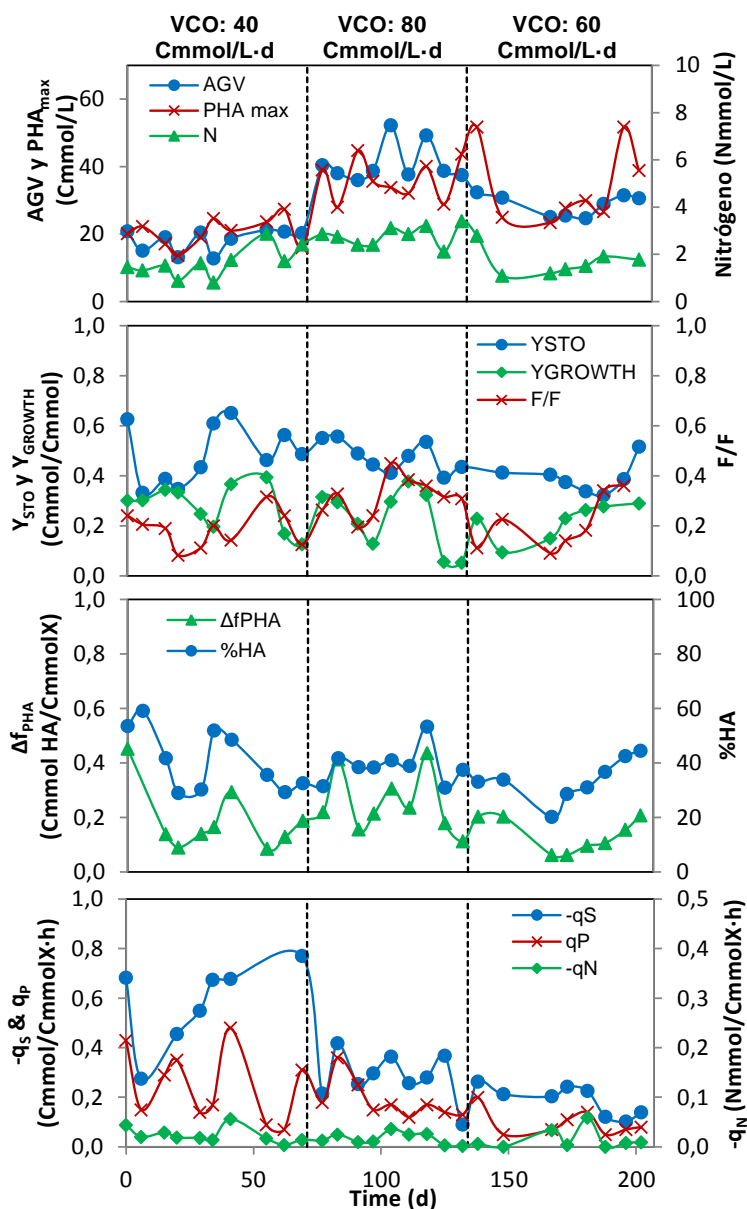 VCO: 40 VCO: 80 VCO: 60
Cmmol/L·d Cmmol/L·d Cmmol/L·d
AGV y PHAmax
(Cmmol/L)
60
40
20
0
AGV
PHA max
N
10
8
6
4
2
0
Nitrógeno (Nmmol/L)
YSTO y YGROWTH
(Cmmol/Cmmol)
1,0
0,8
0,6
0,4
0,2
0,0
YSTO
YGROWTH
F/F
1,0
0,8
0,6
0,4
0,2
0,0
F/F
ΔfPHA
(Cmmol HA/CmmolX)
1,0
0,8
0,6
0,4
0,2
0,0
ΔfPHA
%HA
100
80
60
40
20
0
%HA
-qS & qP
(Cmmol/CmmolX·h)
1,0
0,8
0,6
0,4
0,2
0,0
-qS
qP
-qN
0,5
0,4
0,3
0,2
0,1
0,0
-qN (Nmmol/CmmolX·h)
0 50 100 150 200
Time (d)